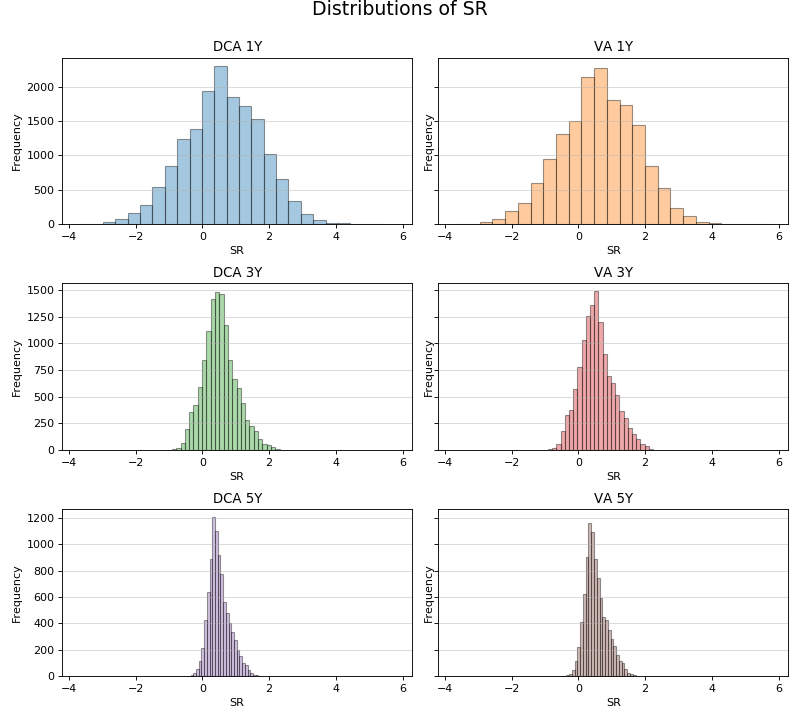 Distributions of SR
DCA 1Y
VA 1Y
Frequency
2000
1500
1000
500
0
−4 −2 0 2 4 6
SR
Frequency
−4 −2 0 2 4 6
SR
DCA 3Y
VA 3Y
Frequency
1500
1250
1000
750
500
250
0
−4 −2 0 2 4 6
SR
Frequency
−4 −2 0 2 4 6
SR
DCA 5Y
VA 5Y
Frequency
1200
1000
800
600
400
200
0
−4 −2 0 2 4 6
SR
Frequency
−4 −2 0 2 4 6
SR